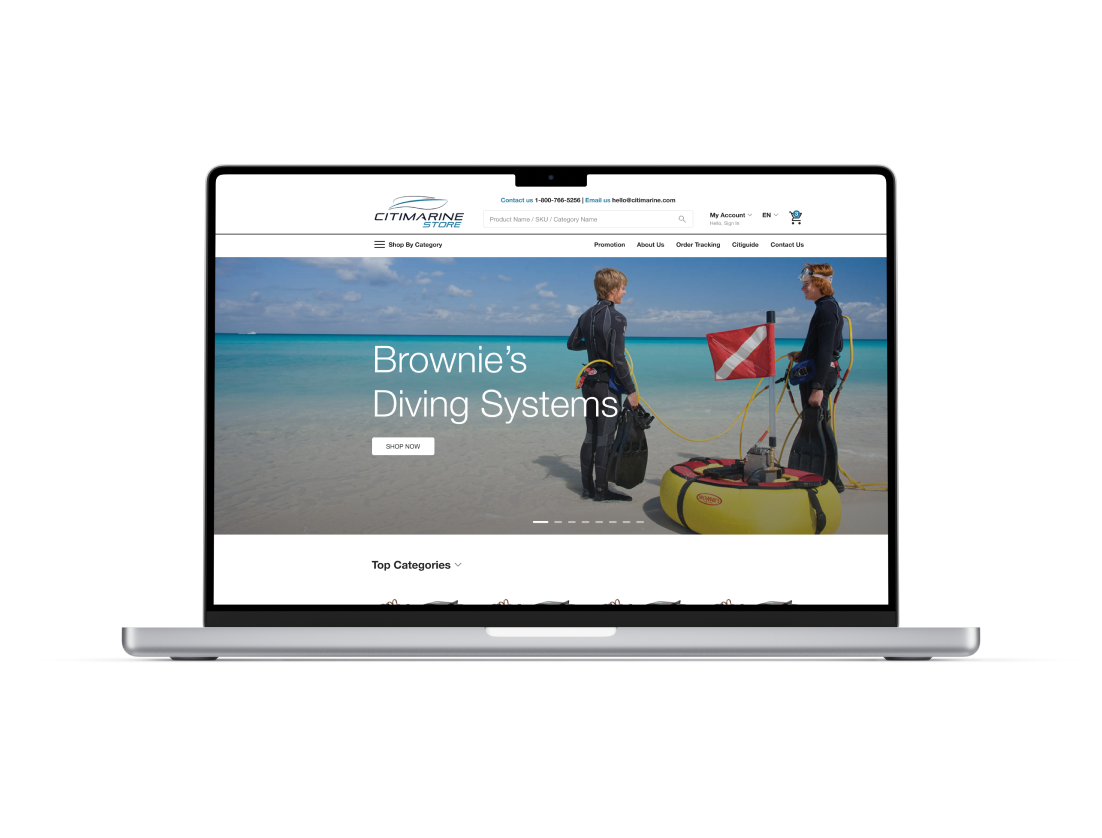 Contact us 1-800-766-5256 | Email us hello@citimarine.com
CITIMARINE
STORE
Product Name / SKU / Category Name
My Account
Hello, Sign In
EN
Shop By Category
Promotion
About Us
Order Tracking
Citiguide
Contact Us
Brownie's
Diving Systems
SHOP NOW
Top Categories